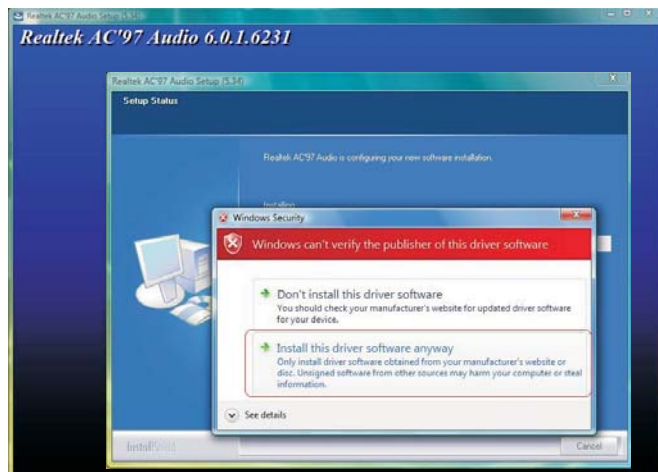 Realtek AC'97 Audio Setup (5.34)
Realtek AC'97 Audio 6.0.1.6231
Realtek AC'97 Audio Setup (5.34)
Setup Status
Realtek AC'97 Audio is configuring your new software installation.
Installing
Windows Security
Windows can't verify the publisher of this driver software
Don't install this driver software
You should check your manufacturer's website for updated driver software
for your device.
Install this driver software anyway
Only install driver software obtained from your manufacturer's website or
disc. Unsigned software from other sources may harm your computer or steal
information.
See details
InstallShield
Cancel